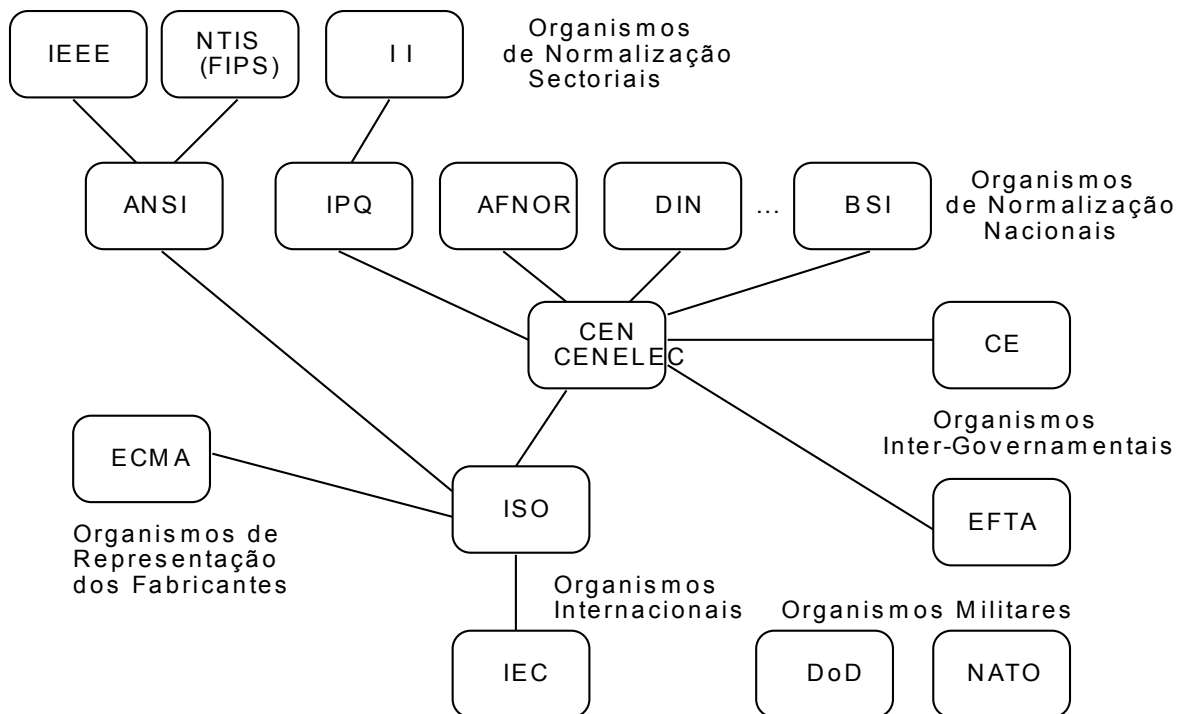 IEEE
NTIS
(FIPS)
I I
Organismos
de Normalização
Sectoriais
ANSI
IPQ
AFNOR
DIN
...
BSI
Organismos
de Normalização
Nacionais
CEN
CENELEC
CE
Organismos
Inter-Governamentais
ECMA
ISO
EFTA
Organismos de
Representação
dos Fabricantes
Organismos
Internacionais
Organismos Militares
IEC
DoD
NATO